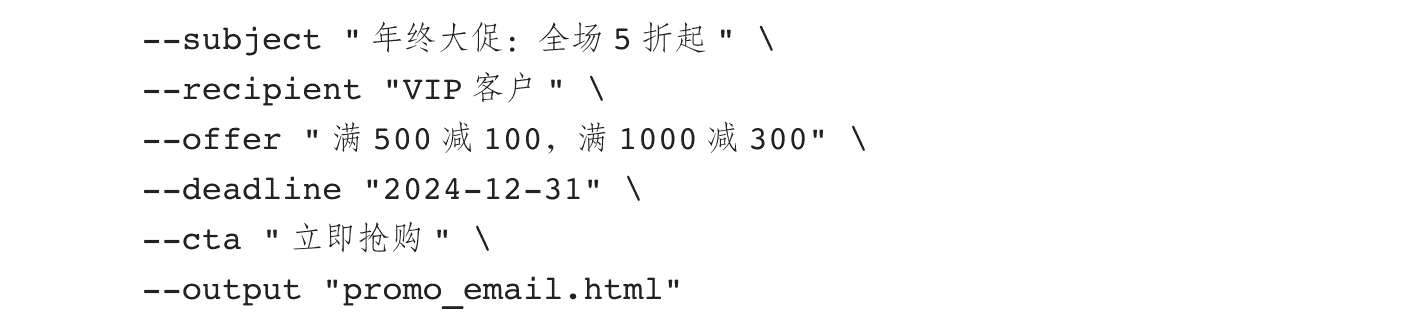 --subject "年终大促：全场5折起" \
--recipient "VIP客户" \
--offer "满500减100，满1000减300" \
--deadline "2024-12-31" \
--cta "立即抢购" \
--output "promo_email.html"